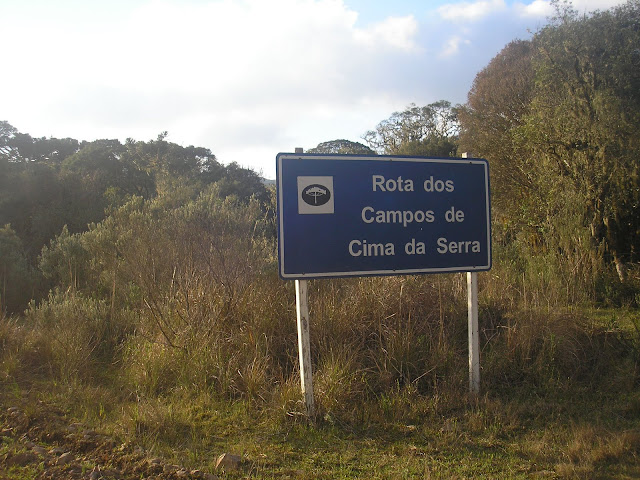 Rota dos
Campos de
Cima da Serra